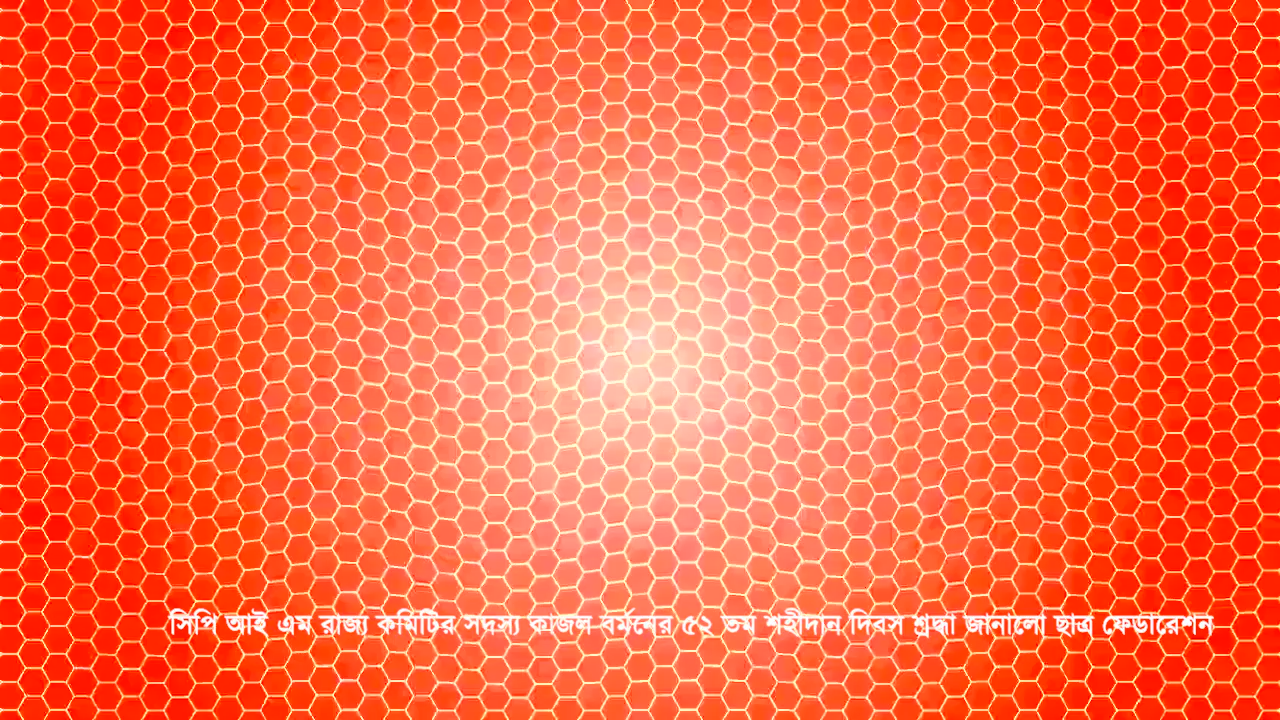 সিপি আই এম রাজ্য কমিটির সদস্য কাজল বর্মনের ৫২ তম শহীদান দিবস শ্রদ্ধা জানালো ছাত্র ফেডারেশন